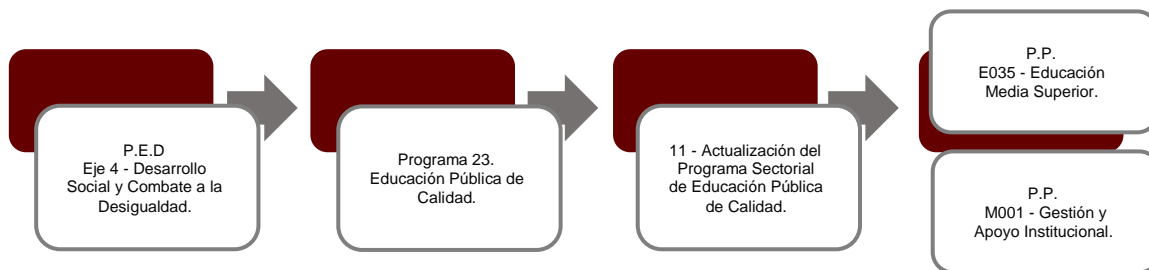 P.E.D
Eje 4 - Desarrollo
Social y Combate a la
Desigualdad.
Programa 23.
Educación Pública de
Calidad.
11 - Actualización del
Programa Sectorial
de Educación Pública
de Calidad.
P.P.
E035 - Educación
Media Superior.
P.P.
M001 - Gestión y
Apoyo Institucional.